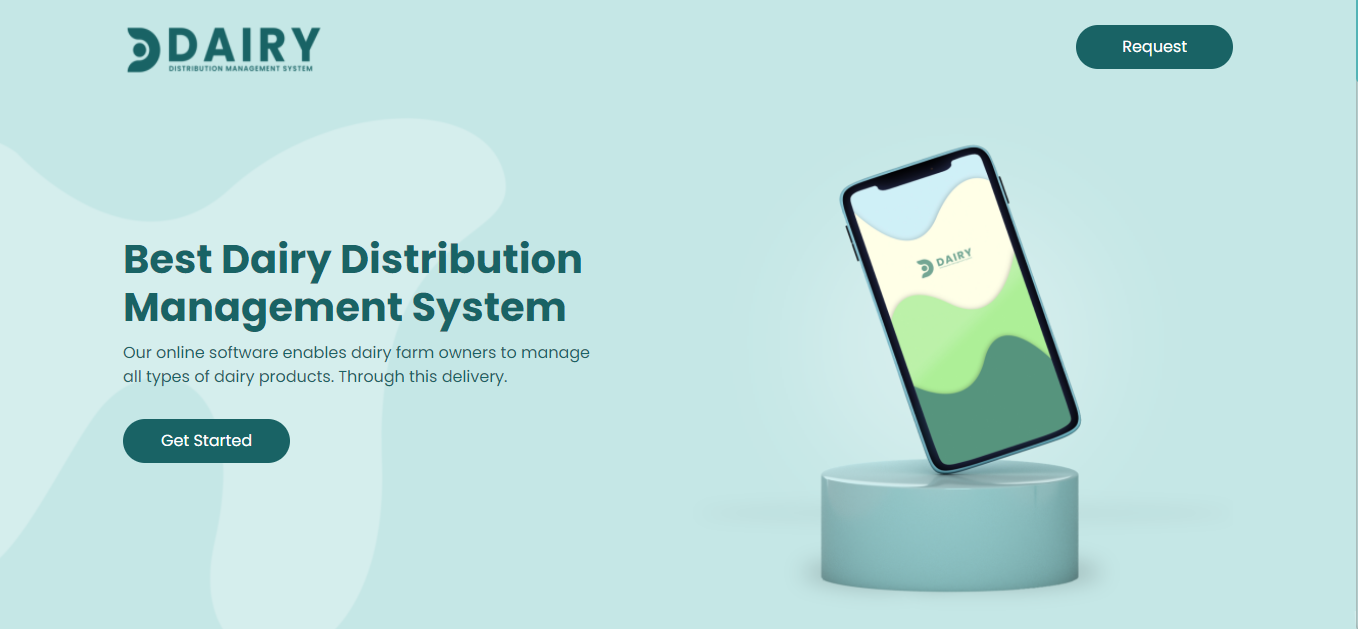 DAIRY
DISTRIBUTION MANAGEMENT SYSTEM
Request
Best Dairy Distribution
Management System
Our online software enables dairy farm owners to manage
all types of dairy products. Through this delivery.
Get Started
DAIRY